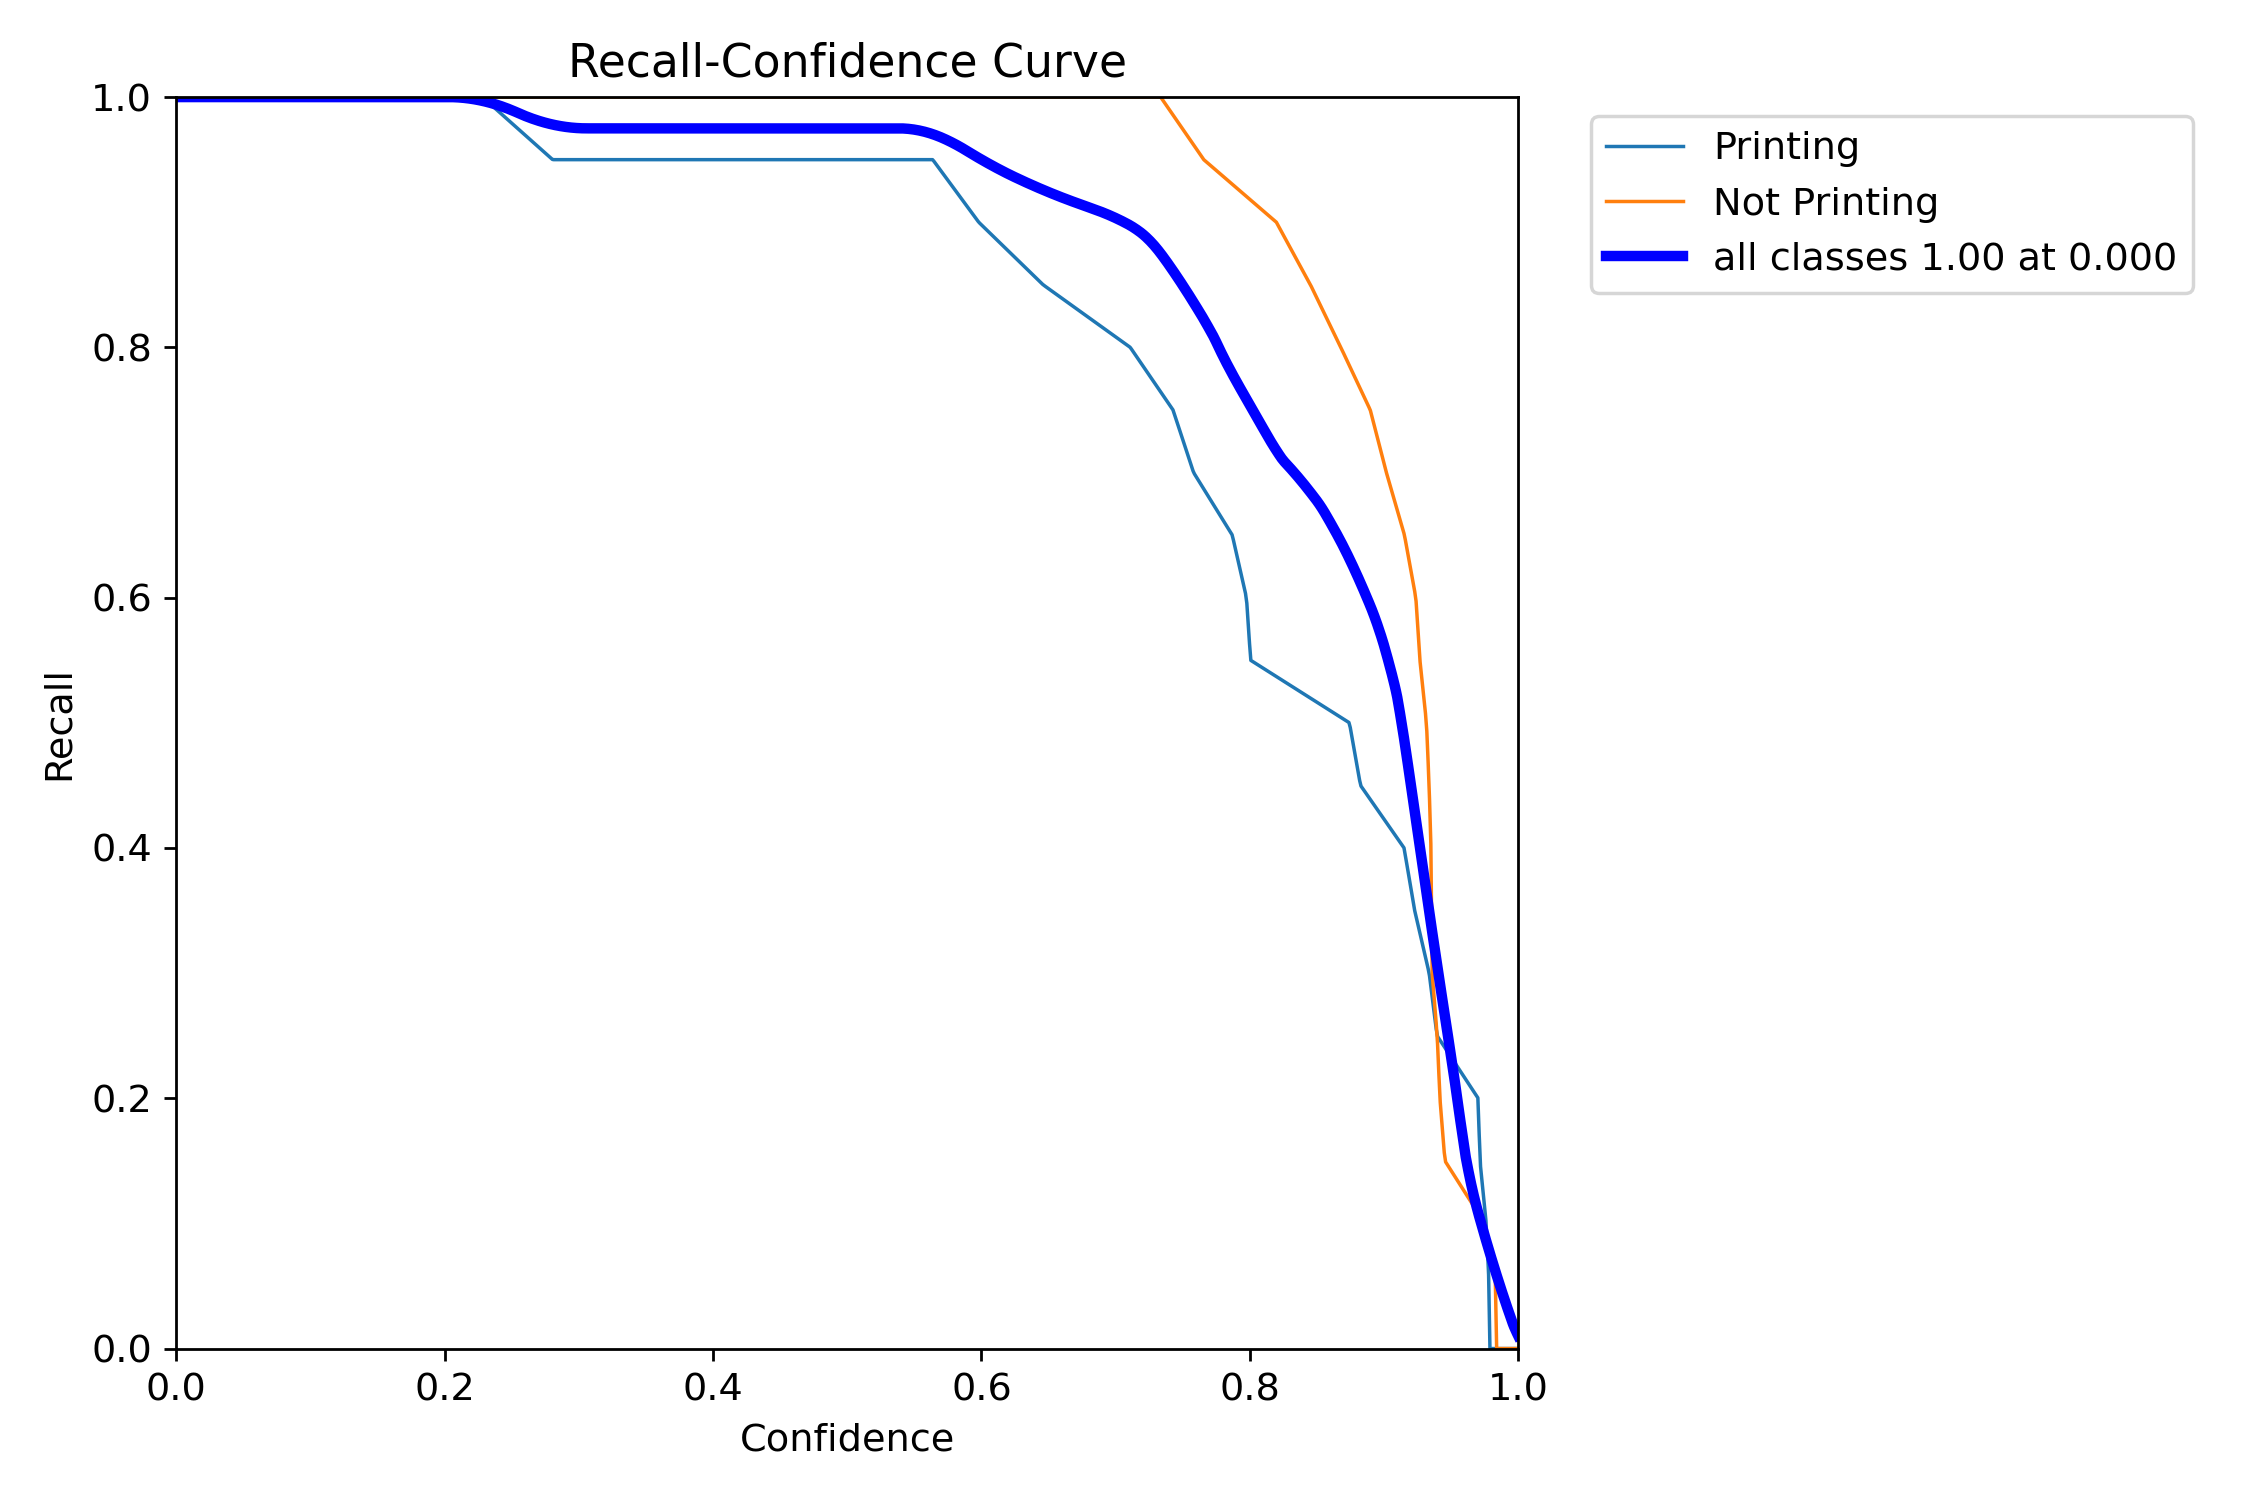 Recall-Confidence Curve
Printing
Not Printing
all classes 1.00 at 0.000
1.0
0.8
0.6
0.4
0.2
0.0
Recall
0.0 0.2 0.4 0.6 0.8 1.0
Confidence